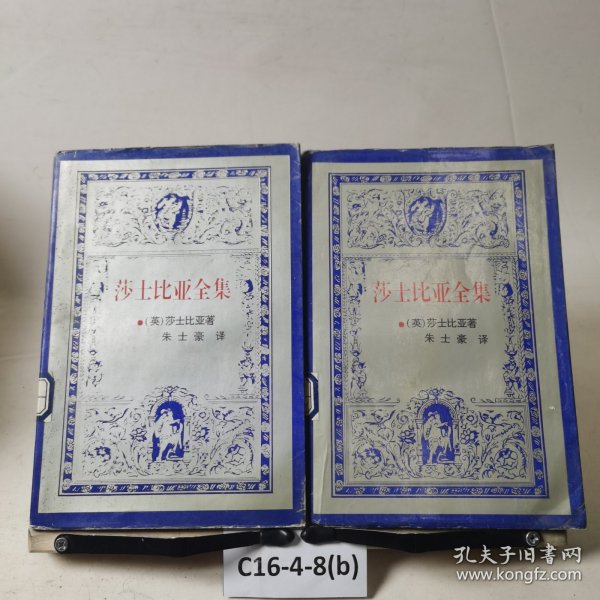 莎士比亚全集
●(英)莎士比亚著
朱士豪 译
莎士比亚全集
●(英)莎士比亚著
朱士豪 译
C16-4-8(b)
孔夫子旧书网
www.kongfz.com